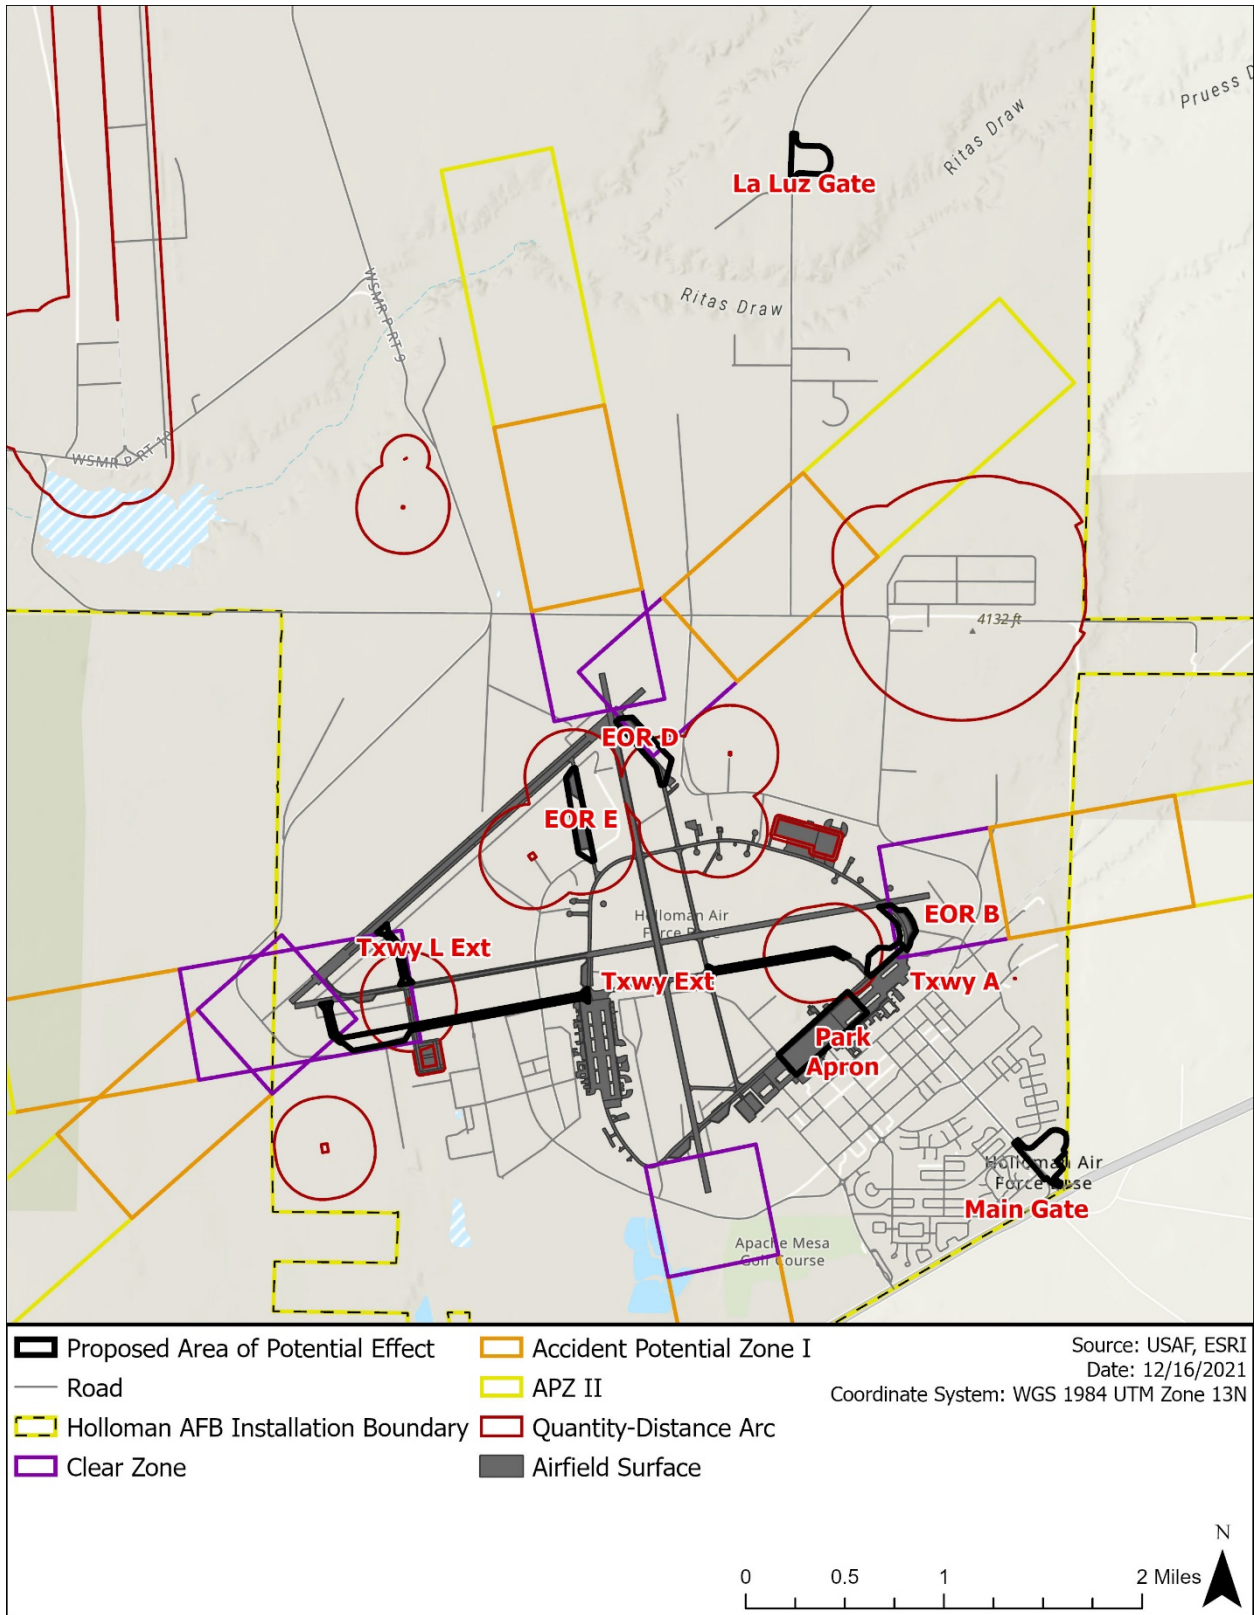 Pruess D
Ritas Draw
La Luz Gate
WSMR P RT 9
Ritas Draw
WSMR P RT 10
4132 ft
EOR D
EOR E
Holloman Air
Force Base
EOR B
Txwy L Ext
Txwy Ext
Txwy A
Park
Apron
Holloman Air
Force Base
Main Gate
Apache Mesa
Golf Course
Proposed Area of Potential Effect
Road
Holloman AFB Installation Boundary
Clear Zone
Accident Potential Zone I
APZ II
Quantity-Distance Arc
Airfield Surface
Source: USAF, ESRI
Date: 12/16/2021
Coordinate System: WGS 1984 UTM Zone 13N
N
0 0.5 1 2 Miles